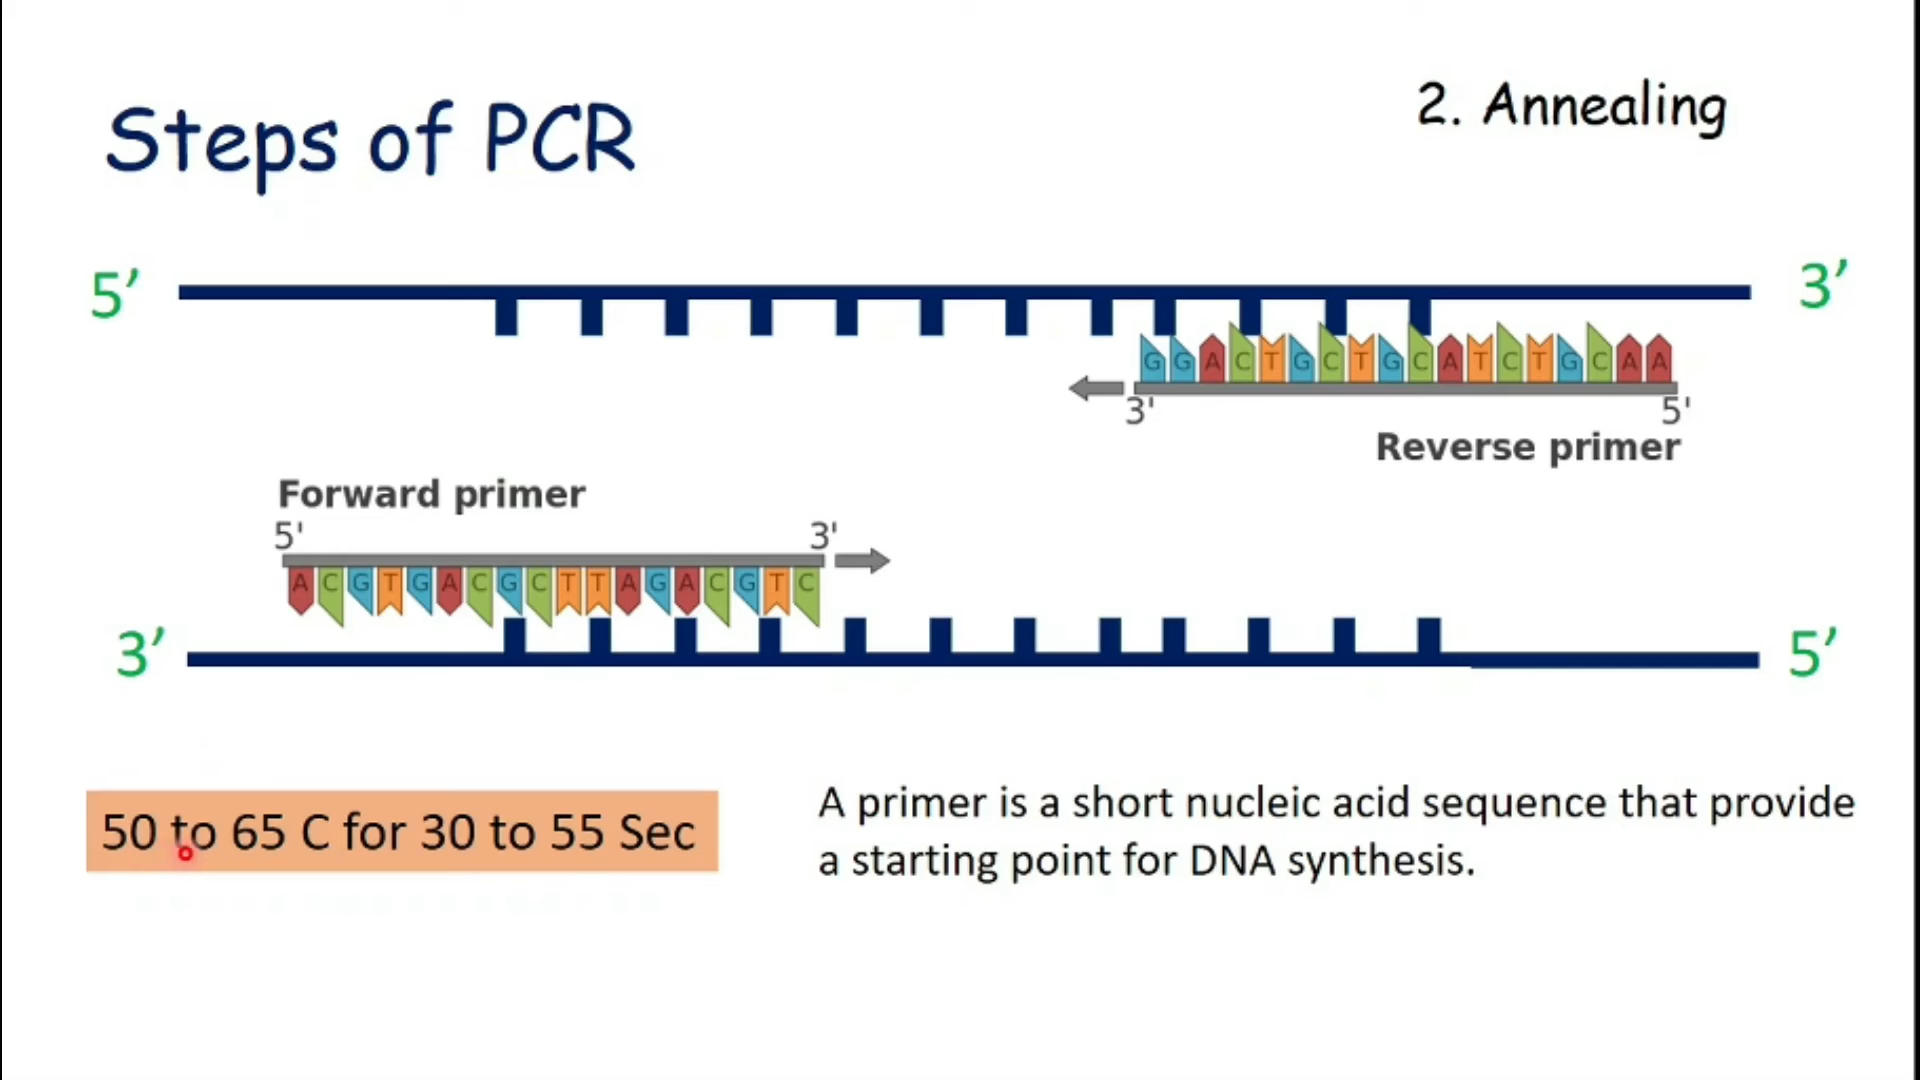 Steps of PCR
2. Annealing
5’
3’
G G A C T G C T G C A T C T G C A A
3'
5'
Reverse primer
Forward primer
5'
3'
A C G T G A C G C T T A G A C G T C
3’
5’
50 to 65 C for 30 to 55 Sec
A primer is a short nucleic acid sequence that provide
a starting point for DNA synthesis.